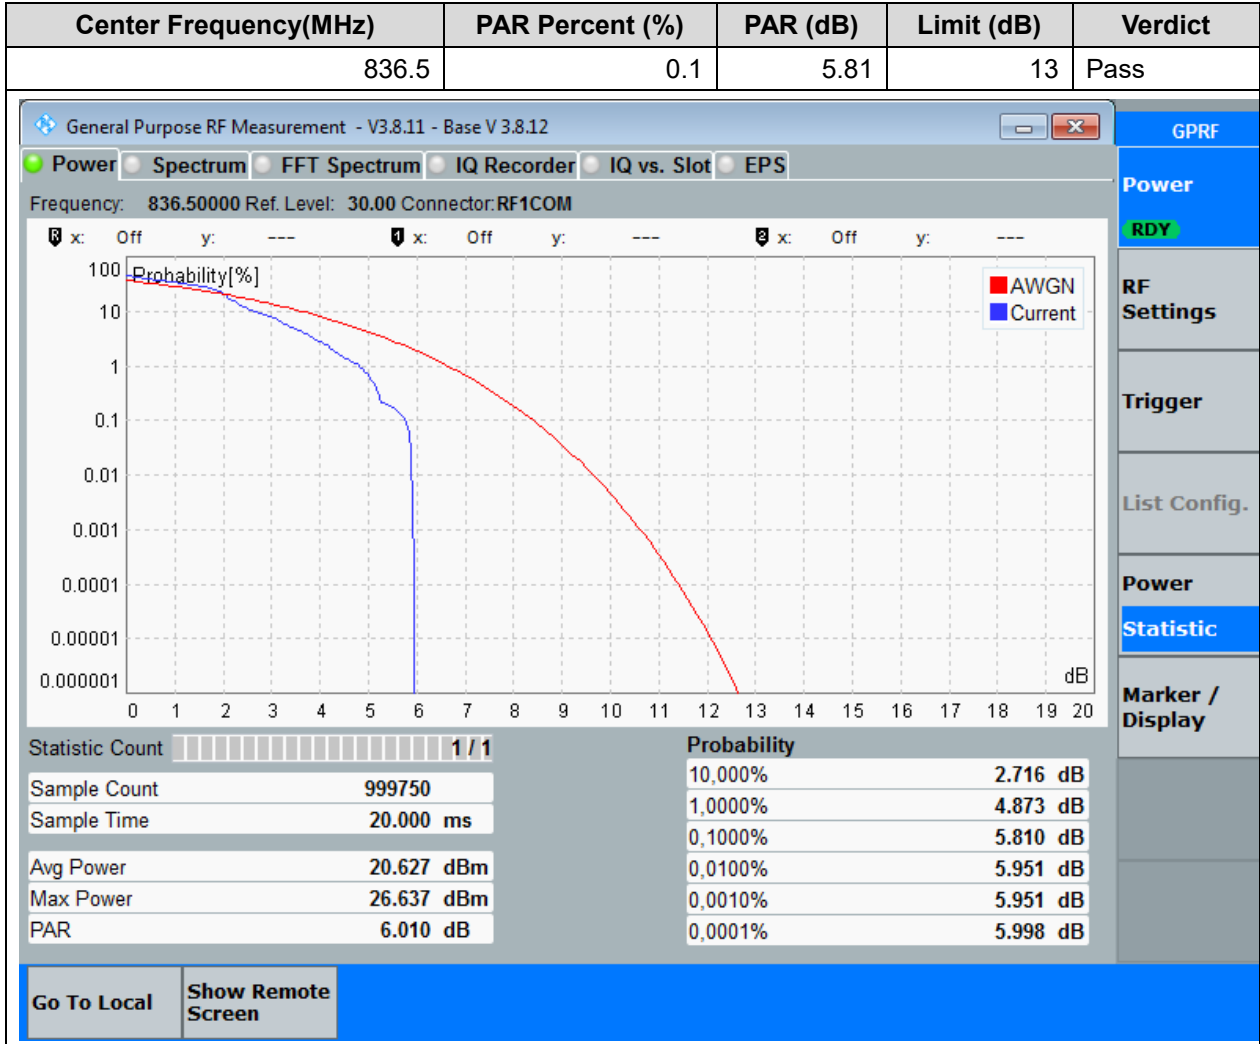 Center Frequency(MHz) PAR Percent (%) PAR (dB) Limit (dB) Verdict
836.5 0.1 5.81 13 Pass
General Purpose RF Measurement - V3.8.11 - Base V 3.8.12
GPRF
Power Spectrum FFT Spectrum IQ Recorder IQ vs. Slot EPS
Frequency: 836.50000 Ref. Level: 30.00 Connector: RF1COM
R x: Off y: --- 1 x: Off y: --- 2 x: Off y: ---
Probability[%]
AWGN
Current
100
10
1
0.1
0.01
0.001
0.0001
0.00001
0.000001
dB
0 1 2 3 4 5 6 7 8 9 10 11 12 13 14 15 16 17 18 19 20
Statistic Count 1 / 1
Sample Count 999750
Sample Time 20.000 ms
Avg Power 20.627 dBm
Max Power 26.637 dBm
PAR 6.010 dB
Probability
10,000% 2.716 dB
1,0000% 4.873 dB
0,1000% 5.810 dB
0,0100% 5.951 dB
0,0010% 5.951 dB
0,0001% 5.998 dB
Power
RDY
RF
Settings
Trigger
List Config.
Power
Statistic
Marker /
Display
Go To Local
Show Remote
Screen